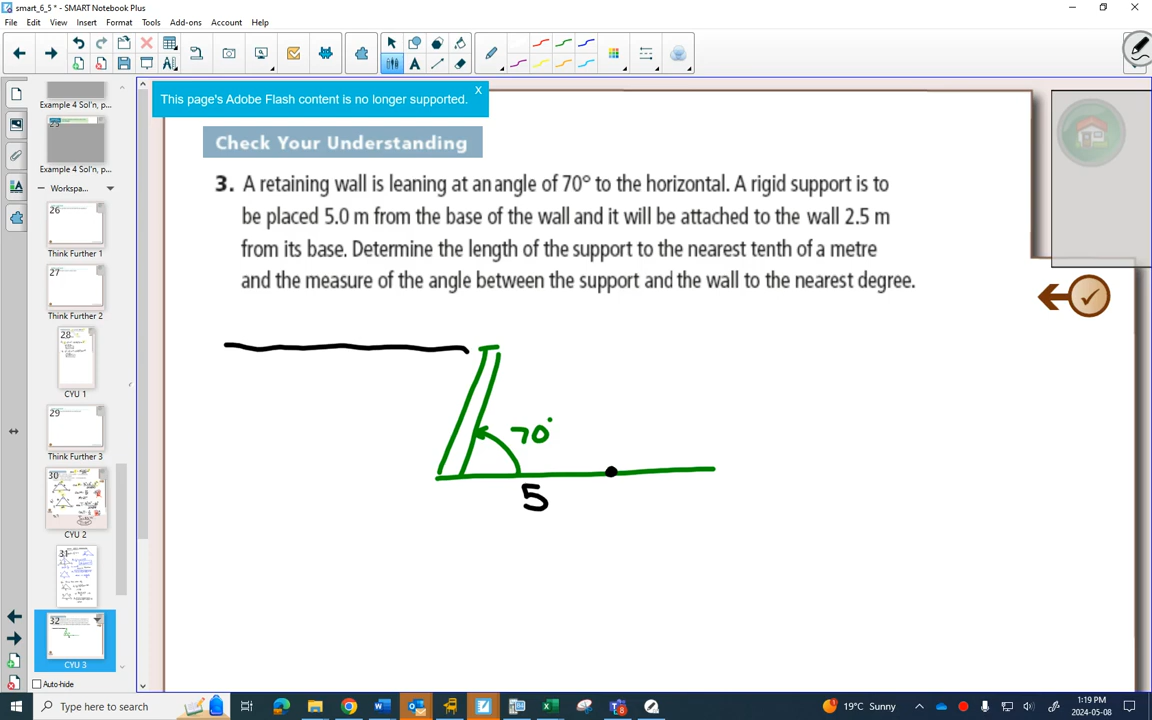 smart_6_5 * - SMART Notebook Plus
File Edit View Insert Format Tools Add-ons Account Help
This page's Adobe Flash content is no longer supported. X
Example 4 Sol'n, p...
25
Example 4 Sol'n, p...
Workspa...
26
Think Further 1
27
Think Further 2
28
CYU 1
29
Think Further 3
30
CYU 2
31
32
CYU 3
Auto-hide
Check Your Understanding
3. A retaining wall is leaning at an angle of 70° to the horizontal. A rigid support is to
be placed 5.0 m from the base of the wall and it will be attached to the wall 2.5 m
from its base. Determine the length of the support to the nearest tenth of a metre
and the measure of the angle between the support and the wall to the nearest degree.
70°
5
Type here to search
19°C Sunny
1:19 PM
2024-05-08